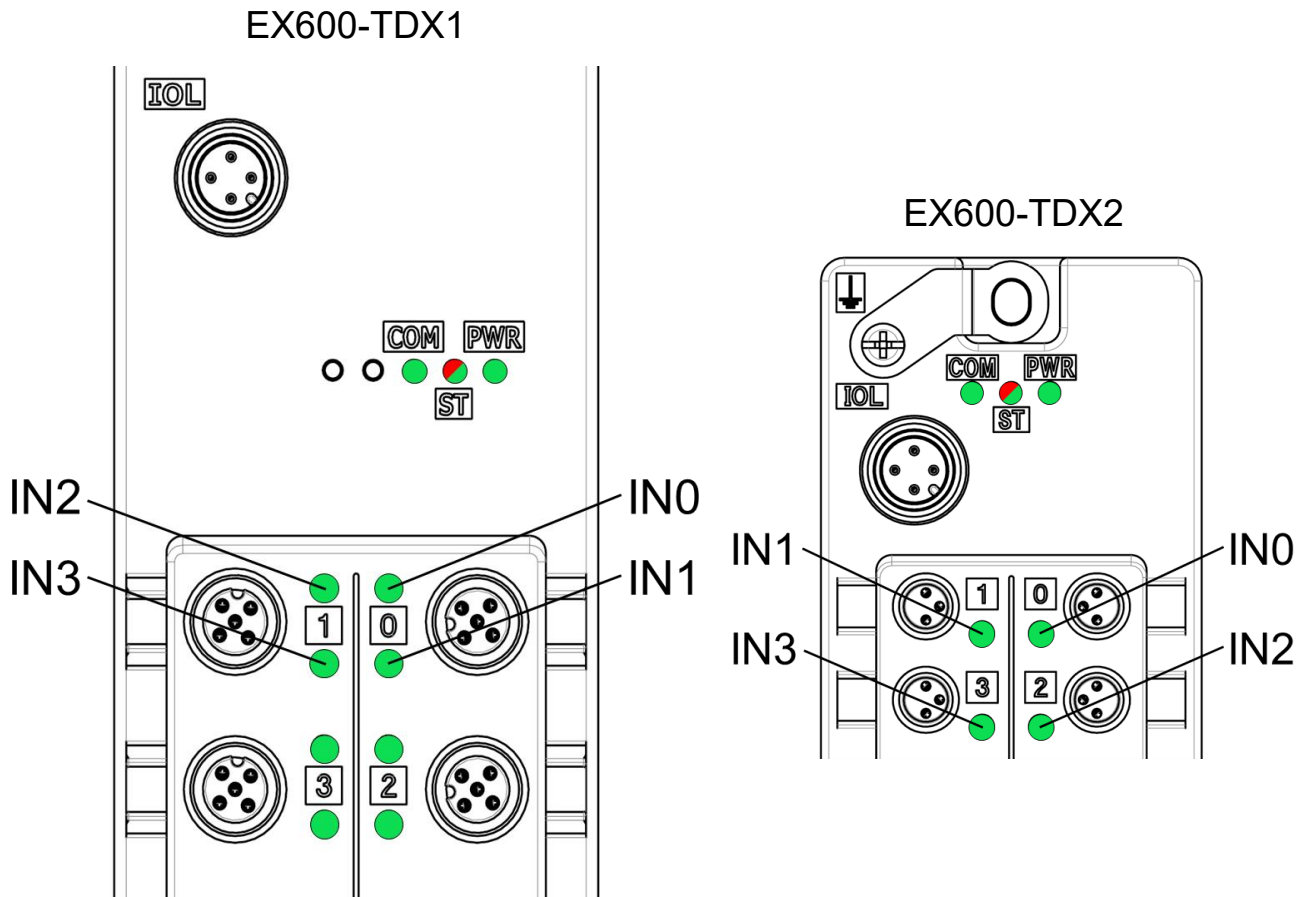 EX600-TDX1
IOL
COM PWR
ST
IN2
IN0
IN3
IN1
1 0
3 2
EX600-TDX2
COM PWR
IOL
ST
IN1
IN0
1 0
IN3
IN2
3 2